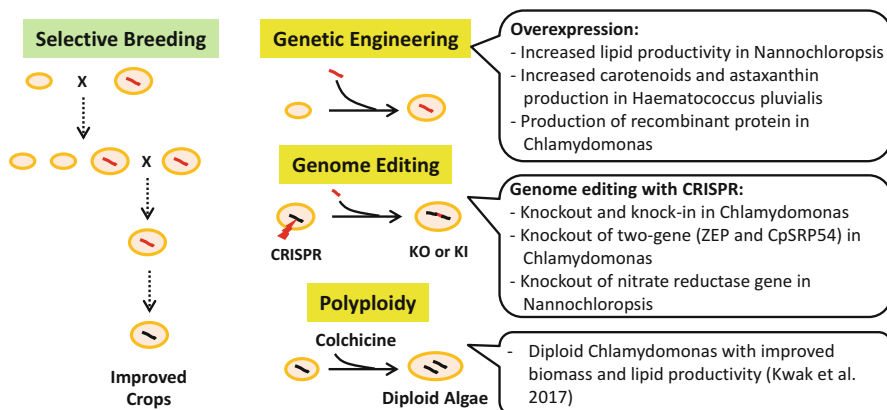 Selective Breeding
X
X
Improved
Crops
Genetic Engineering
Overexpression:
- Increased lipid productivity in Nannochloropsis
- Increased carotenoids and astaxanthin
production in Haematococcus pluvialis
- Production of recombinant protein in
Chlamydomonas
Genome Editing
CRISPR
KO or KI
Genome editing with CRISPR:
- Knockout and knock-in in Chlamydomonas
- Knockout of two-gene (ZEP and CpSRP54) in
Chlamydomonas
- Knockout of nitrate reductase gene in
Nannochloropsis
Polyploidy
Colchicine
Diploid Algae
- Diploid Chlamydomonas with improved
biomass and lipid productivity (Kwak et al.
2017)